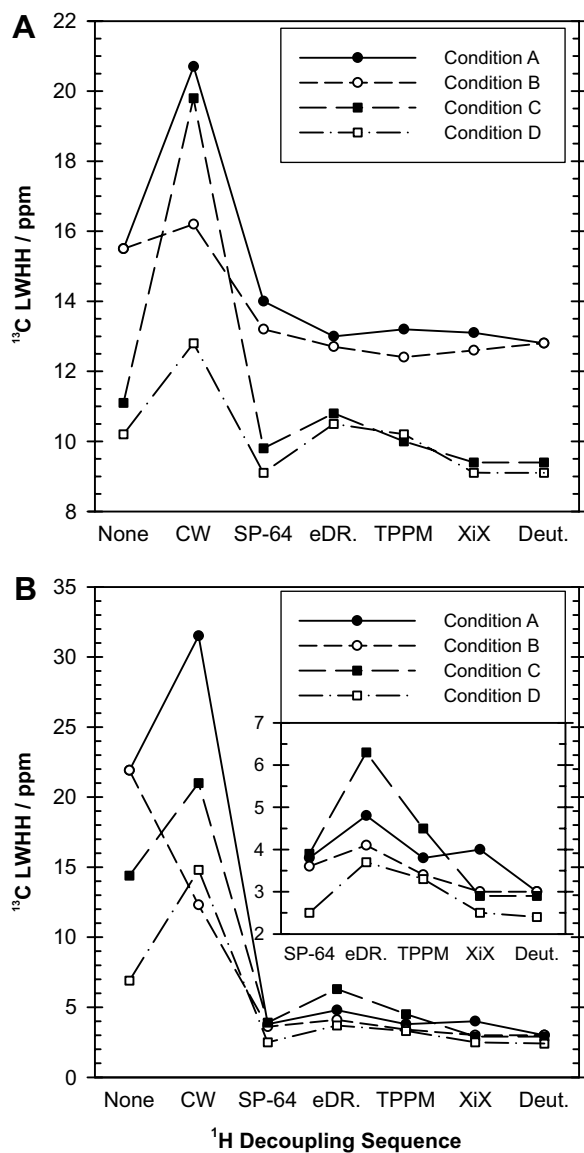 A
22
20
18
16
14
12
10
8
¹³C LWHH / ppm
Condition A
Condition B
Condition C
Condition D
None CW SP-64 eDR. TPPM XiX Deut.
B
35
30
25
20
15
10
5
0
¹³C LWHH / ppm
Condition A
Condition B
Condition C
Condition D
7
6
5
4
3
2
SP-64 eDR. TPPM XiX Deut.
None CW SP-64 eDR. TPPM XiX Deut.
¹H Decoupling Sequence